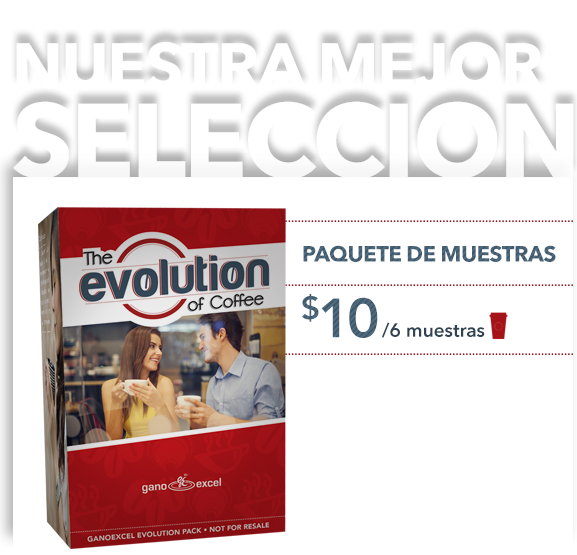 NUESTRA MEJOR
SELECCION
The
evolution
of Coffee
gano excel
GANOEXCEL EVOLUTION PACK • NOT FOR RESALE
PAQUETE DE MUESTRAS
$10/6 muestras